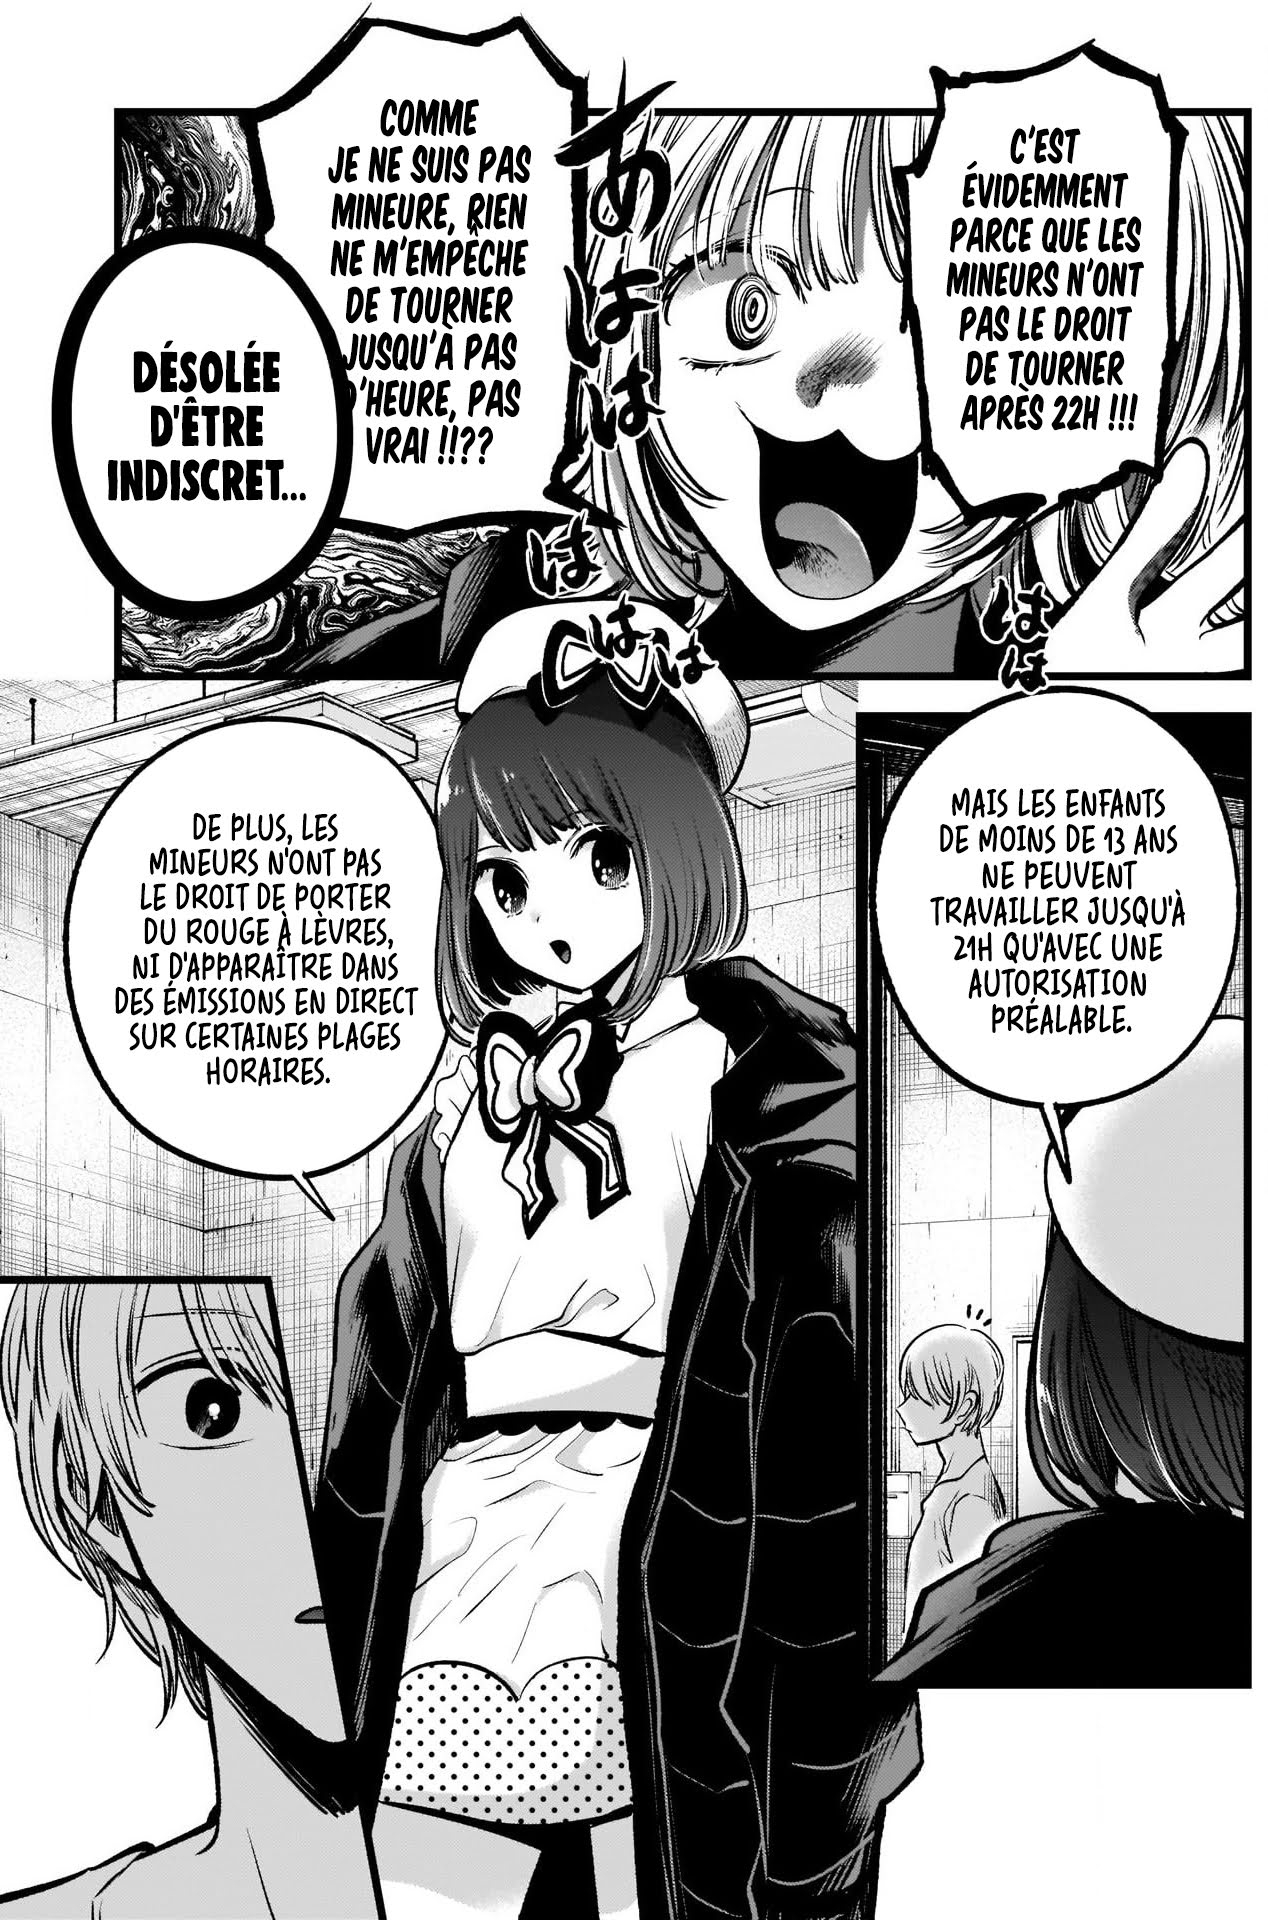 C'EST
ÉVIDEMMENT
PARCE QUE LES
MINEURS N'ONT
PAS LE DROIT
DE TOURNER
APRÈS 22H !!!
COMME
JE NE SUIS PAS
MINEURE, RIEN
NE M'EMPÊCHE
DE TOURNER
JUSQU'À PAS
D'HEURE, PAS
VRAI !!??
あ
は
は
は
は
は
は
は
は
は
DÉSOLÉE
D'ÊTRE
INDISCRET...
MAIS LES ENFANTS
DE MOINS DE 13 ANS
NE PEUVENT
TRAVAILLER JUSQU'À
21H QU'AVEC UNE
AUTORISATION
PRÉALABLE.
DE PLUS, LES
MINEURS N'ONT PAS
LE DROIT DE PORTER
DU ROUGE À LÈVRES,
NI D'APPARAÎTRE DANS
DES ÉMISSIONS EN DIRECT
SUR CERTAINES PLAGES
HORAIRES.